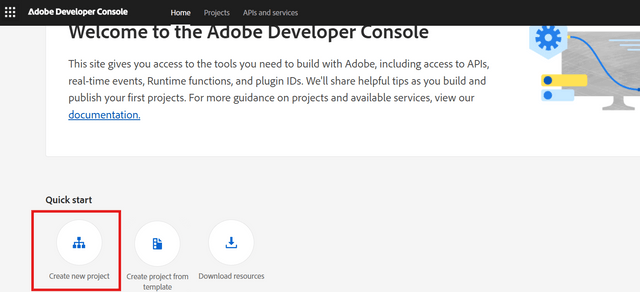 Adobe Developer Console Home Projects APIs and services
Welcome to the Adobe Developer Console
This site gives you access to the tools you need to build with Adobe, including access to APIs,
real-time events, Runtime functions, and plugin IDs. We'll share helpful tips as you build and
publish your first projects. For more guidance on projects and available services, view our
documentation.
Quick start
Create new project
Create project from
template
Download resources